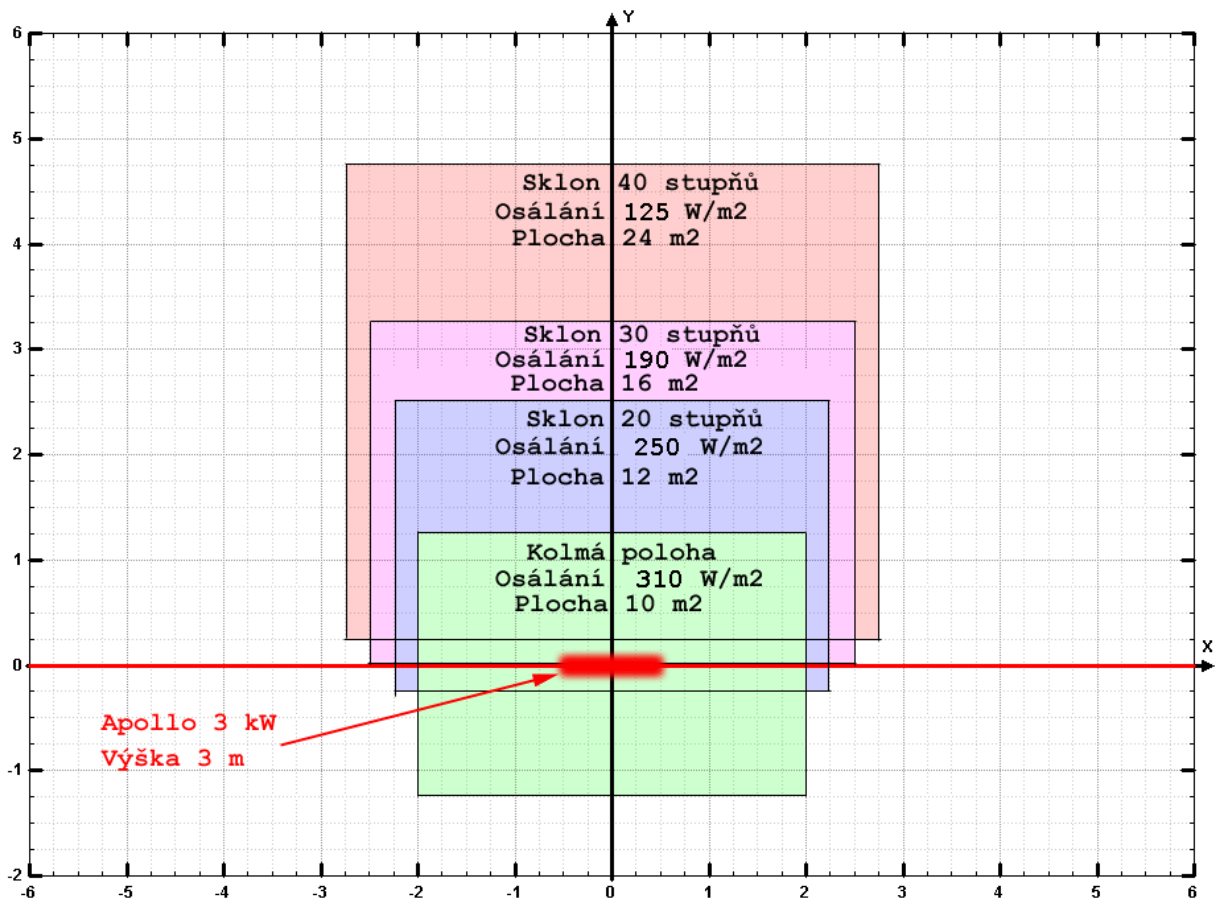 Y
6
5
Sklon 40 stupňů
Osálání 125 W/m2
Plocha 24 m2
4
Sklon 30 stupňů
3
Osálání 190 W/m2
Plocha 16 m2
Sklon 20 stupňů
Osálání 250 W/m2
2
Plocha 12 m2
Kolmá poloha
1
Osálání 310 W/m2
Plocha 10 m2
X
0
Apollo 3 kW
Výška 3 m
-1
-2
-6 -5 -4 -3 -2 -1 0 1 2 3 4 5 6